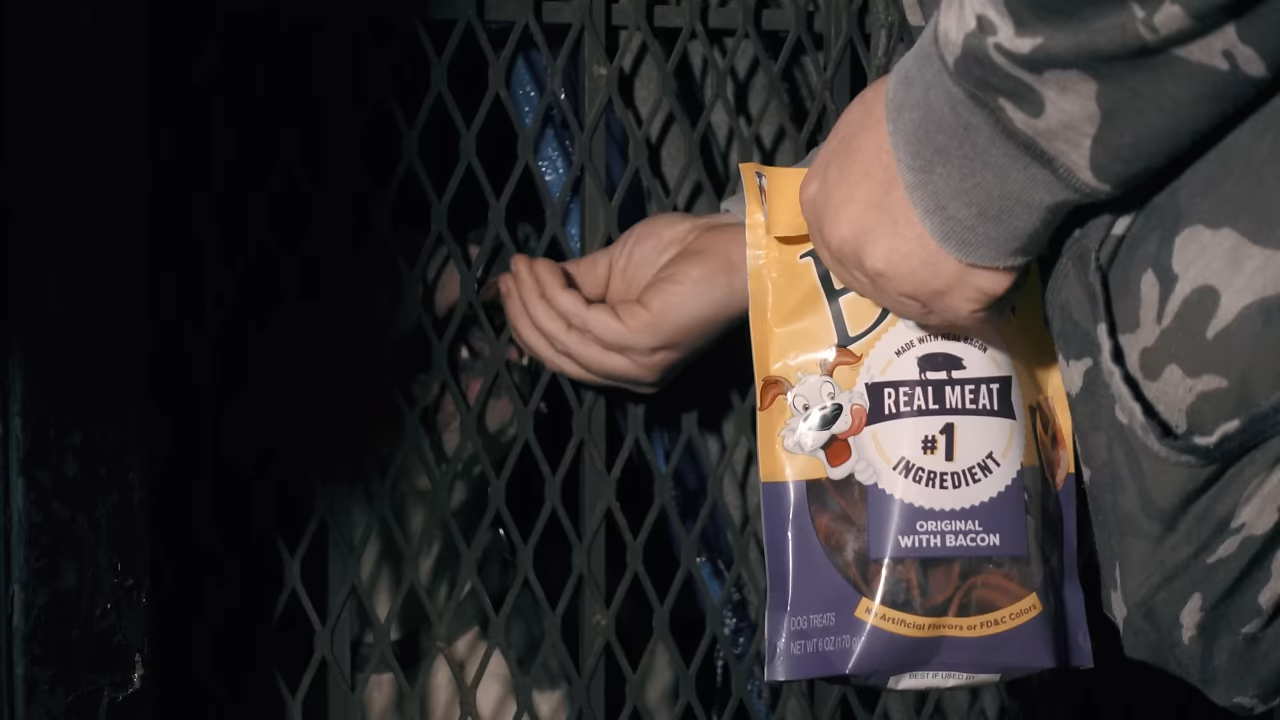 B
MADE WITH REAL BACON
REAL MEAT
#1
INGREDIENT
ORIGINAL
WITH BACON
No Artificial Flavors or FD&C Colors
DOG TREATS
NET WT 6 OZ (170 g)
BEST IF USED BY